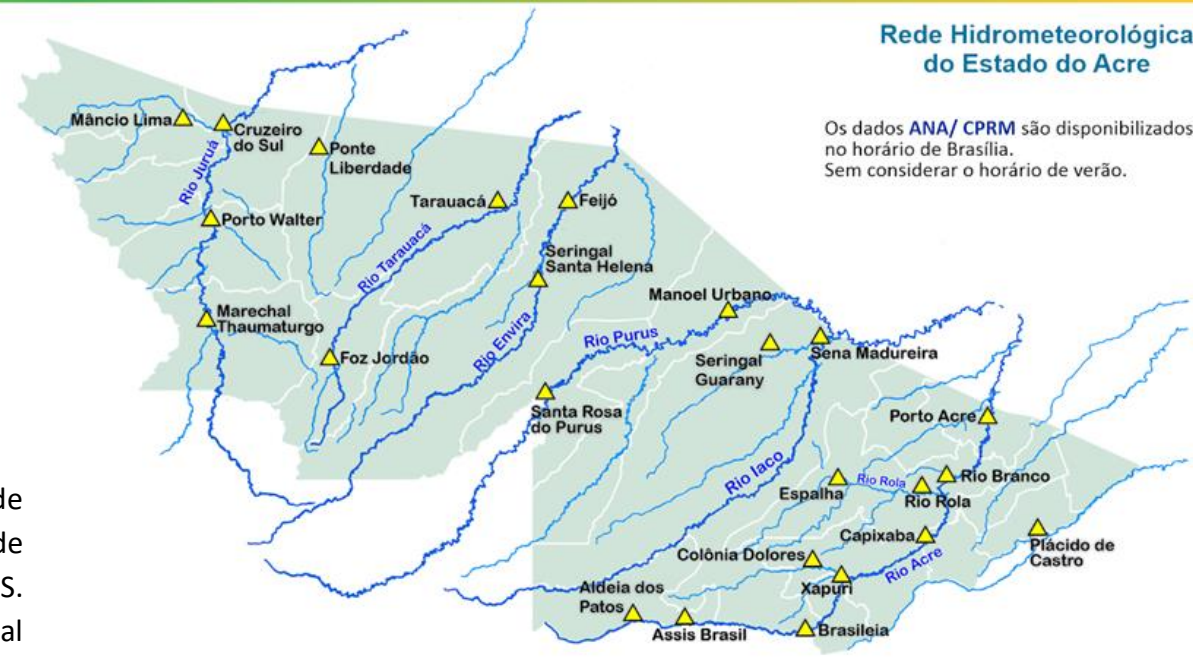 Rede Hidrometeorológica
do Estado do Acre
Os dados ANA/ CPRM são disponibilizados
no horário de Brasília.
Sem considerar o horário de verão.
Mâncio Lima
Cruzeiro
do Sul
Ponte
Liberdade
Rio Juruá
Porto Walter
Tarauacá
Feijó
Rio Tarauacá
Seringal
Santa Helena
Marechal
Thaumaturgo
Foz Jordão
Rio Envira
Rio Purus
Manoel Urbano
Seringal
Guarany
Sena Madureira
Santa Rosa
do Purus
Porto Acre
Rio Iaco
Espalha
Rio Rola
Rio Rola
Rio Branco
Capixaba
Plácido de
Castro
Colônia Dolores
Rio Acre
Xapuri
Aldeia dos
Patos
Assis Brasil
Brasileia
de
de
S.
al